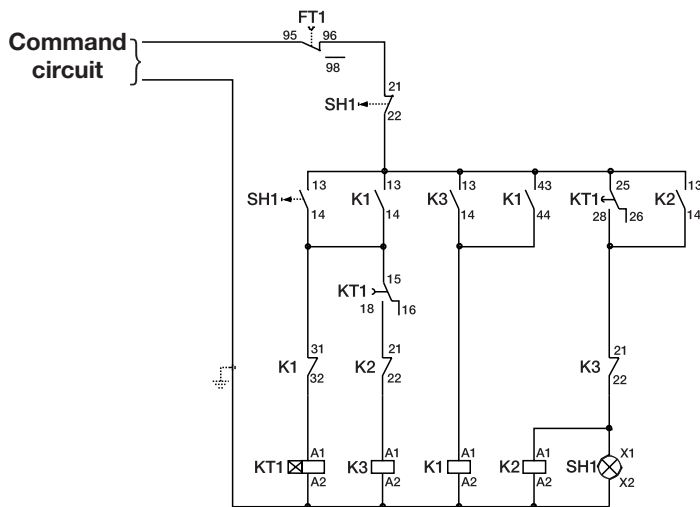 FT1
Command circuit
95 96
98
21
SH1
22
13 13 13 43 25 13
SH1 K1 K3 K1 KT1 K2
14 14 14 44 28 26 14
15
KT1
18 16
31 21 21
K1 K2 K3
32 22 22
A1 A1 A1 A1 X1
KT1 K3 K1 K2 SH1
A2 A2 A2 A2 X2